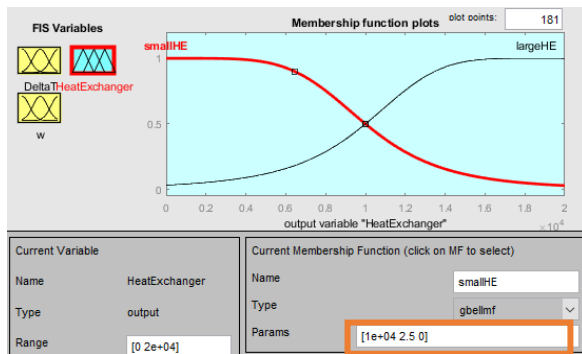 FIS Variables
Membership function plots
plot points:
181
smallHE
largeHE
DeltaT
HeatExchanger
w
1
0.5
0
0 0.2 0.4 0.6 0.8 1 1.2 1.4 1.6 1.8 2
× 10⁴
output variable "HeatExchanger"
Current Variable
Current Membership Function (click on MF to select)
Name HeatExchanger
Name smallHE
Type output
Type gbellmf
Params [1e+04 2.5 0]
Range [0 2e+04]